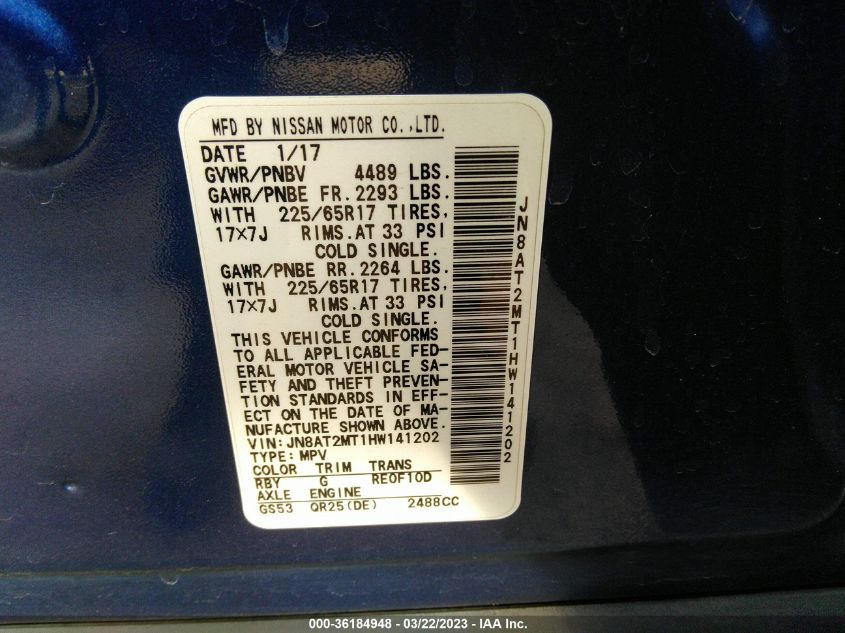 MFD BY NISSAN MOTOR CO.,LTD.
DATE 1/17
GVWR/PNBV 4489 LBS.
GAWR/PNBE FR.2293 LBS.
WITH 225/65R17 TIRES,
17×7J RIMS.AT 33 PSI
COLD SINGLE.
GAWR/PNBE RR.2264 LBS.
WITH 225/65R17 TIRES,
17×7J RIMS.AT 33 PSI
COLD SINGLE.
THIS VEHICLE CONFORMS
TO ALL APPLICABLE FED-
ERAL MOTOR VEHICLE SA-
FETY AND THEFT PREVEN-
TION STANDARDS IN EFF-
ECT ON THE DATE OF MA-
NUFACTURE SHOWN ABOVE.
VIN:JN8AT2MT1HW141202
TYPE:MPV
COLOR TRIM TRANS
RBY G RE0F10D
AXLE ENGINE
GS53 QR25(DE) 2488CC
JN8AT2MT1HW141202
000-36184948 - 03/22/2023 - IAA Inc.